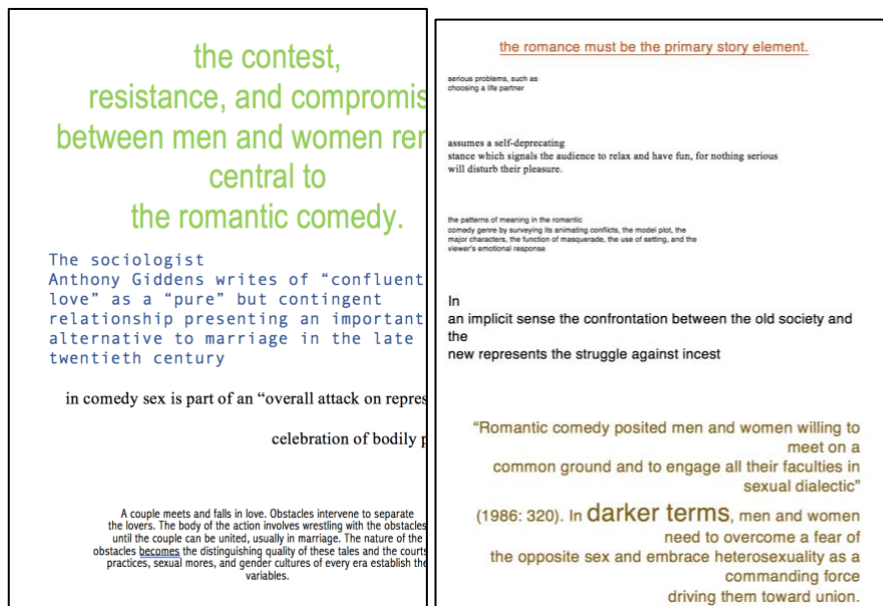 the contest,
resistance, and compromis
between men and women rer
central to
the romantic comedy.
The sociologist
Anthony Giddens writes of “confluent
love” as a “pure” but contingent
relationship presenting an important
alternative to marriage in the late
twentieth century
in comedy sex is part of an “overall attack on repres
celebration of bodily p
A couple meets and falls in love. Obstacles intervene to separate
the lovers. The body of the action involves wrestling with the obstacles
until the couple can be united, usually in marriage. The nature of the
obstacles becomes the distinguishing quality of these tales and the courts
practices, sexual mores, and gender cultures of every era establish the
variables.
the romance must be the primary story element.
serious problems, such as
choosing a life partner
assumes a self-deprecating
stance which signals the audience to relax and have fun, for nothing serious
will disturb their pleasure.
the patterns of meaning in the romantic
comedy genre by surveying its animating conflicts, the model plot, the
major characters, the function of masquerade, the use of setting, and the
viewer's emotional response
In
an implicit sense the confrontation between the old society and
the
new represents the struggle against incest
“Romantic comedy posited men and women willing to
meet on a
common ground and to engage all their faculties in
sexual dialectic”
(1986: 320). In darker terms, men and women
need to overcome a fear of
the opposite sex and embrace heterosexuality as a
commanding force
driving them toward union.